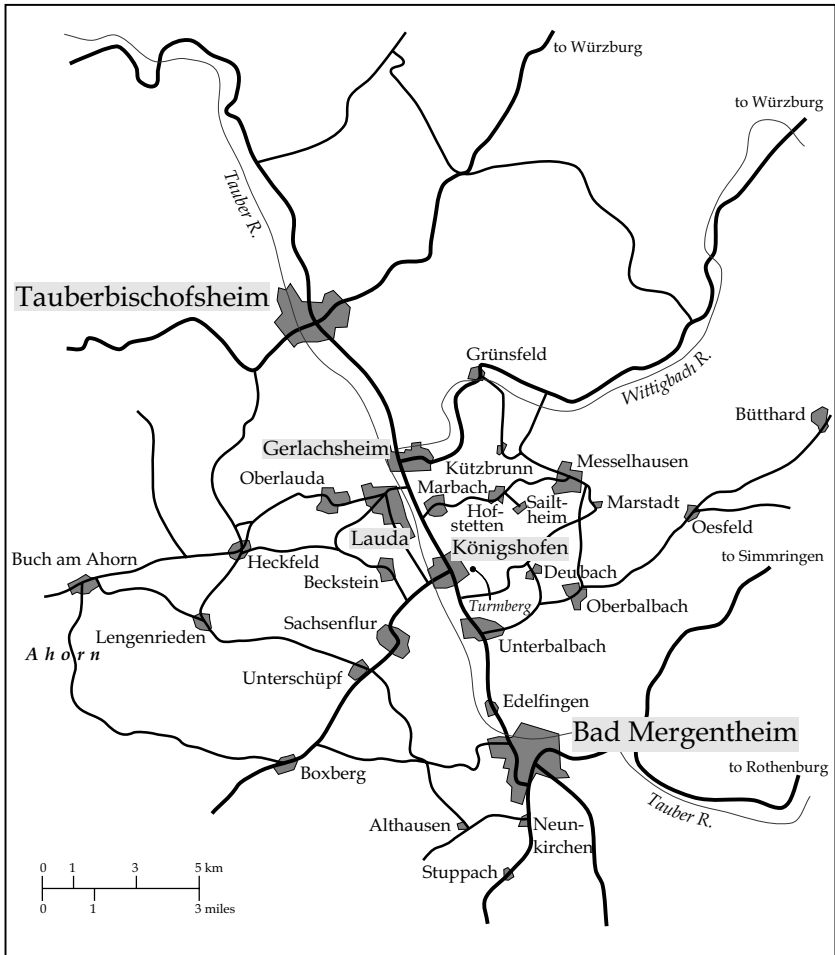 to Würzburg
to Würzburg
Tauber R.
Tauberbischofsheim
Grünsfeld
Wittigbach R.
Bütthard
Gerlachsheim
Kützbrunn
Messelhausen
Oberlauda
Marbach
Hof-
stetten
Sailt-
heim
Marstadt
Oesfeld
Lauda
Königshofen
to Simmringen
Buch am Ahorn
Heckfeld
Beckstein
Deubach
Turmberg
Oberbalbach
Sachsenflur
Lengenrieden
Unterbalbach
Ahorn
Unterschüpf
Edelfingen
Bad Mergentheim
Boxberg
to Rothenburg
Tauber R.
Althausen
Neun-
kirchen
Stuppach
0 1 3 5 km
0 1 3 miles